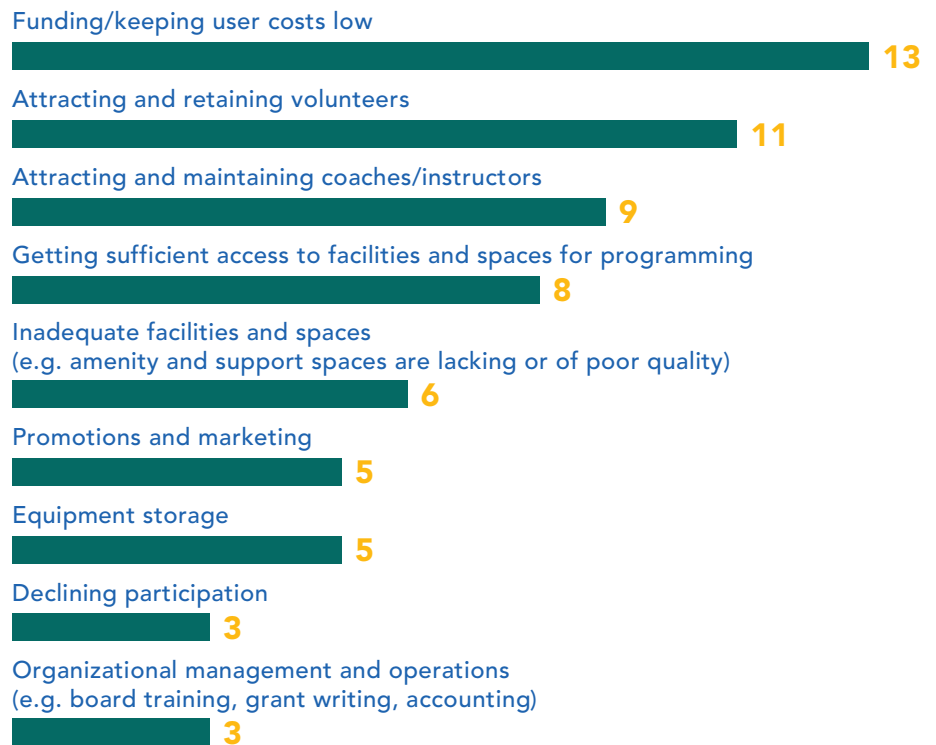 Funding/keeping user costs low
13
Attracting and retaining volunteers
11
Attracting and maintaining coaches/instructors
9
Getting sufficient access to facilities and spaces for programming
8
Inadequate facilities and spaces
(e.g. amenity and support spaces are lacking or of poor quality)
6
Promotions and marketing
5
Equipment storage
5
Declining participation
3
Organizational management and operations
(e.g. board training, grant writing, accounting)
3